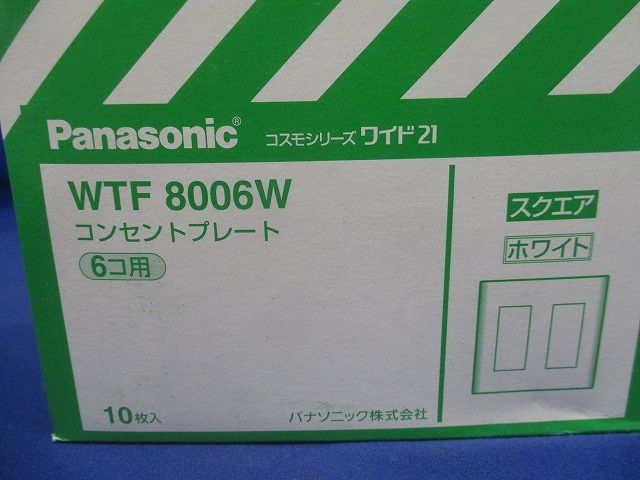 Panasonic® コスモシリーズ ワイド21
WTF 8006W
コンセントプレート
6コ用
スクエア
ホワイト
10枚入
パナソニック株式会社